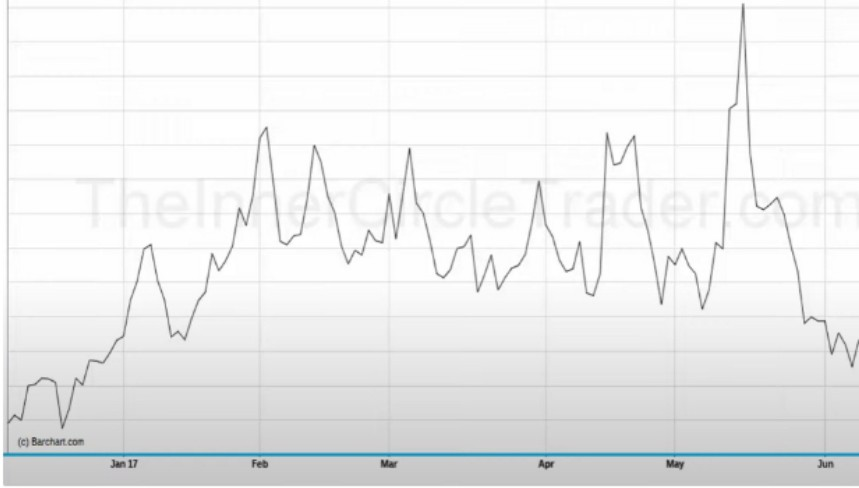 TheInnerCircleTrader.com
(c) Barchart.com
Jan 17 Feb Mar Apr May Jun